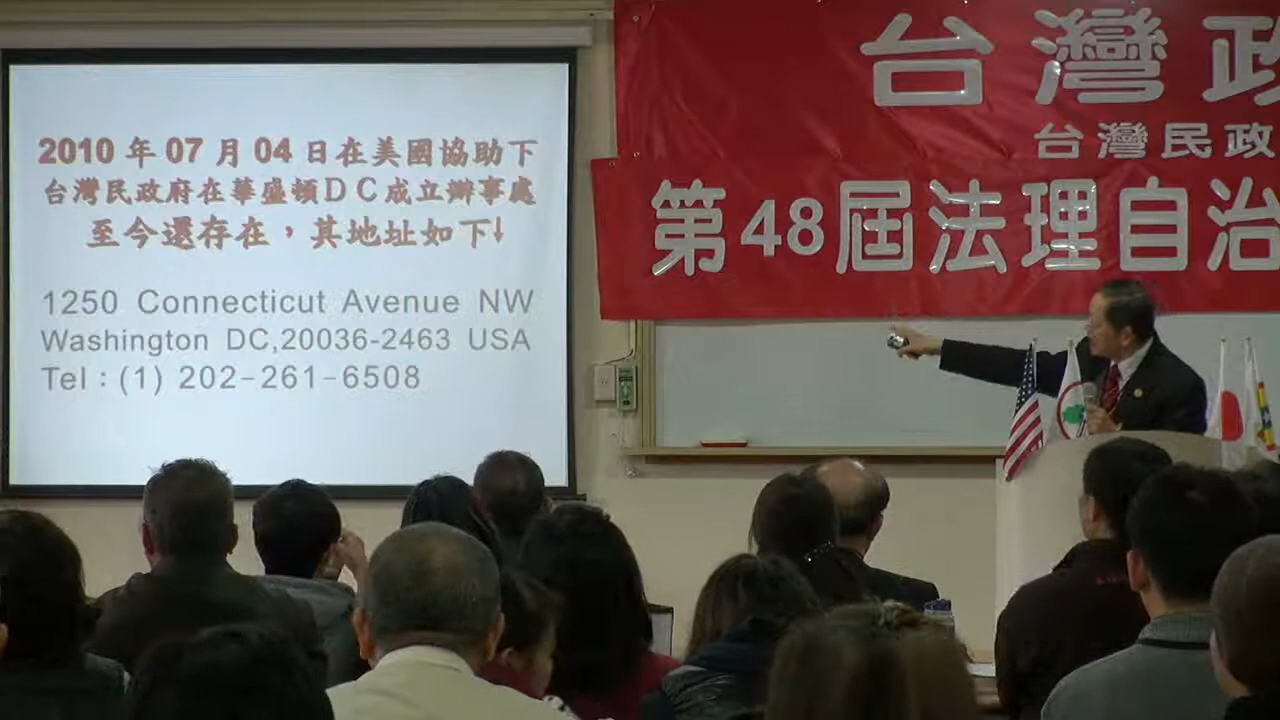 2010 年 07 月 04 日在美國協助下
台灣民政府在華盛頓DC成立辦事處
至今還存在，其地址如下↓
1250 Connecticut Avenue NW
Washington DC,20036-2463 USA
Tel：(1) 202-261-6508
台灣政
台灣民政
第48屆法理自治